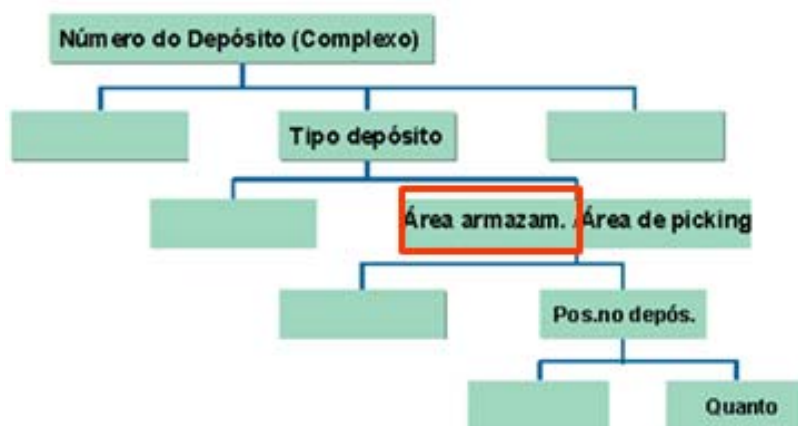 Número do Depósito (Complexo)
Tipo depósito
Área armazam. /Área de picking
Pos.no depós.
Quanto